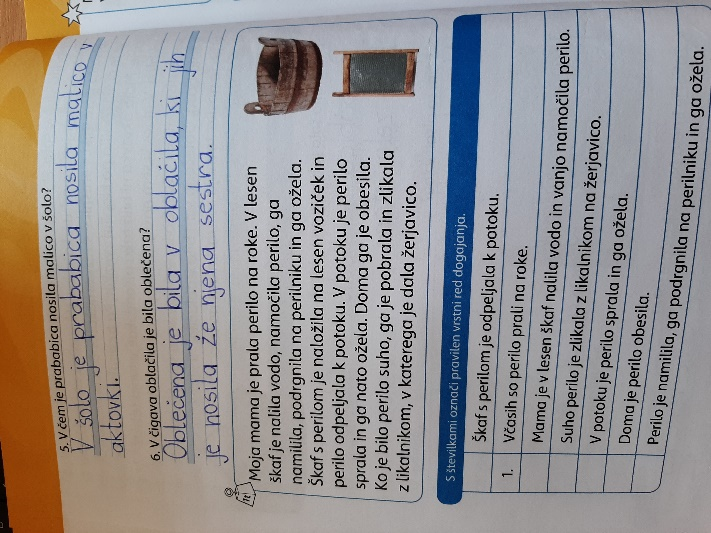 5. V čem je prababica nosila malico v šolo?
V šolo je prababica nosila malico v
aktovki.
6. V čigava oblačila je bila oblečena?
Oblečena je bila v oblačila, ki jih
je nosila že njena sestra.
Moja mama je prala perilo na roke. V lesen
škaf je nalila vodo, namočila perilo, ga
namilila, podrgnila na perilniku in ga ožela.
Škaf s perilom je naložila na lesen voziček in
perilo odpeljala k potoku. V potoku je perilo
sprala in ga nato ožela. Doma ga je obesila.
Ko je bilo perilo suho, ga je pobrala in zlikala
z likalnikom, v katerega je dala žerjavico.
S številkami označi pravilen vrstni red dogajanja.
Škaf s perilom je odpeljala k potoku.
1. Včasih so perilo prali na roke.
Mama je v lesen škaf nalila vodo in vanjo namočila perilo.
Suho perilo je zlikala z likalnikom na žerjavico.
V potoku je perilo sprala in ga ožela.
Doma je perilo obesila.
Perilo je namilila, ga podrgnila na perilniku in ga ožela.